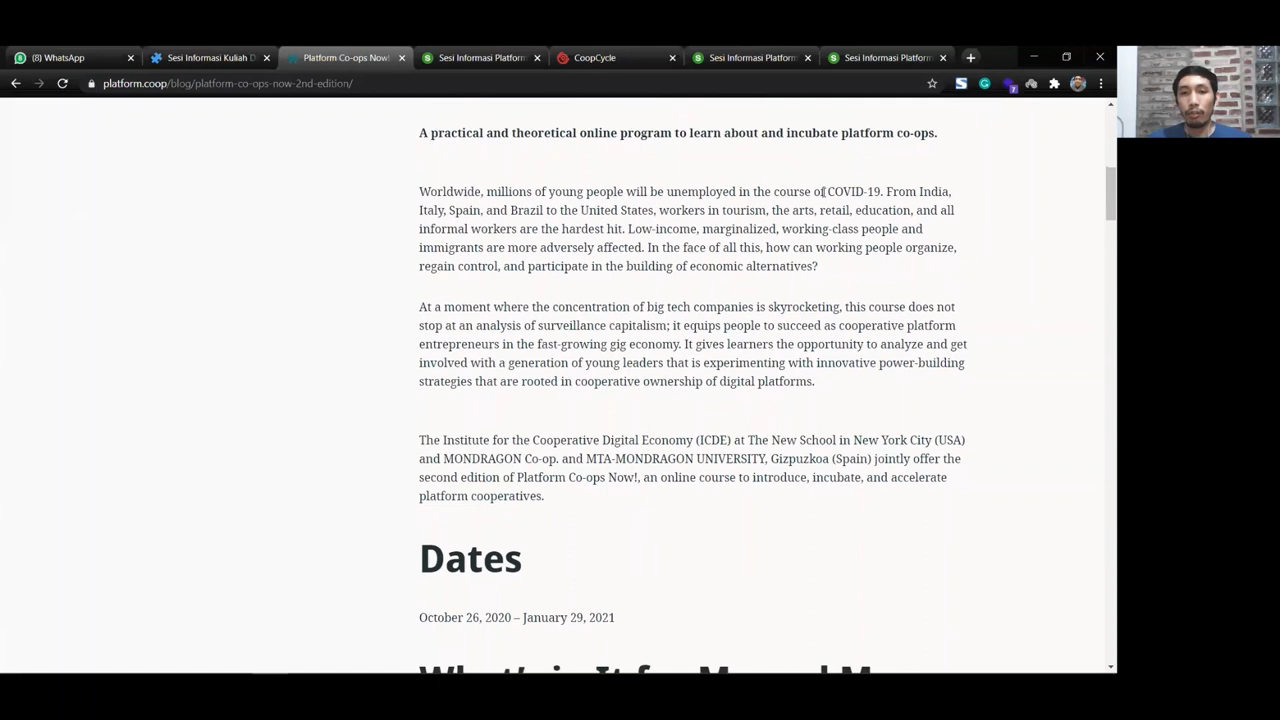 (8) WhatsApp
Sesi Informasi Kuliah D
Platform Co-ops Now!
Sesi Informasi Platform
CoopCycle
Sesi Informasi Platform
Sesi Informasi Platform
platform.coop/blog/platform-co-ops-now-2nd-edition/
7
A practical and theoretical online program to learn about and incubate platform co-ops.
Worldwide, millions of young people will be unemployed in the course of COVID-19. From India,
Italy, Spain, and Brazil to the United States, workers in tourism, the arts, retail, education, and all
informal workers are the hardest hit. Low-income, marginalized, working-class people and
immigrants are more adversely affected. In the face of all this, how can working people organize,
regain control, and participate in the building of economic alternatives?
At a moment where the concentration of big tech companies is skyrocketing, this course does not
stop at an analysis of surveillance capitalism; it equips people to succeed as cooperative platform
entrepreneurs in the fast-growing gig economy. It gives learners the opportunity to analyze and get
involved with a generation of young leaders that is experimenting with innovative power-building
strategies that are rooted in cooperative ownership of digital platforms.
The Institute for the Cooperative Digital Economy (ICDE) at The New School in New York City (USA)
and MONDRAGON Co-op. and MTA-MONDRAGON UNIVERSITY, Gizpuzkoa (Spain) jointly offer the
second edition of Platform Co-ops Now!, an online course to introduce, incubate, and accelerate
platform cooperatives.
Dates
October 26, 2020 – January 29, 2021
What's in It for Me and M